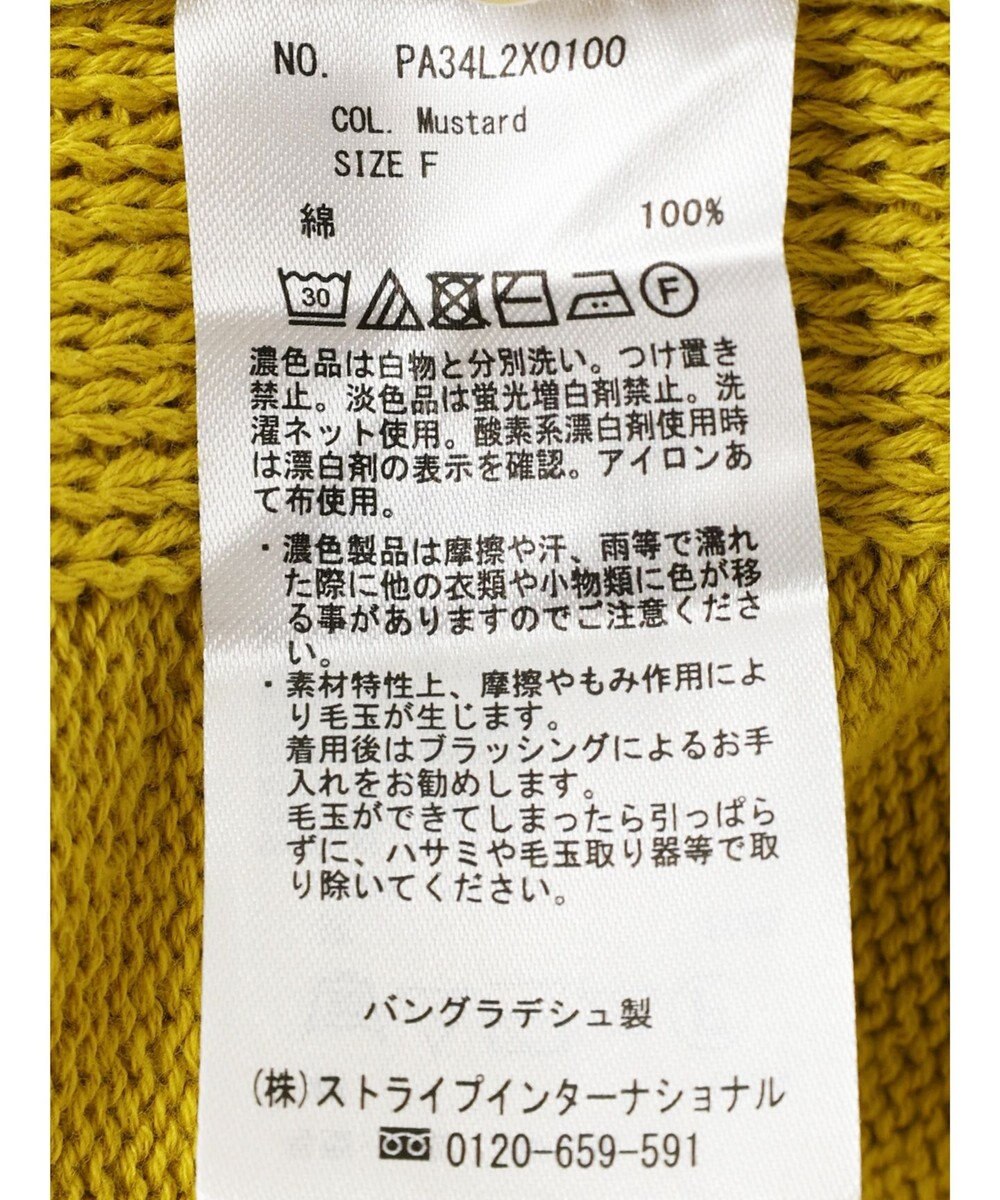 NO. PA34L2X0100
COL. Mustard
SIZE F
綿 100%
30 F
濃色品は白物と分別洗い。つけ置き
禁止。淡色品は蛍光増白剤禁止。洗
濯ネット使用。酸素系漂白剤使用時
は漂白剤の表示を確認。アイロンあ
て布使用。
・濃色製品は摩擦や汗、雨等で濡れ
た際に他の衣類や小物類に色が移
る事がありますのでご注意くださ
い。
・素材特性上、摩擦やもみ作用によ
り毛玉が生じます。
着用後はブラッシングによるお手
入れをお勧めします。
毛玉ができてしまったら引っぱら
ずに、ハサミや毛玉取り器等で取
り除いてください。
バングラデシュ製
(株)ストライプインターナショナル
0120-659-591